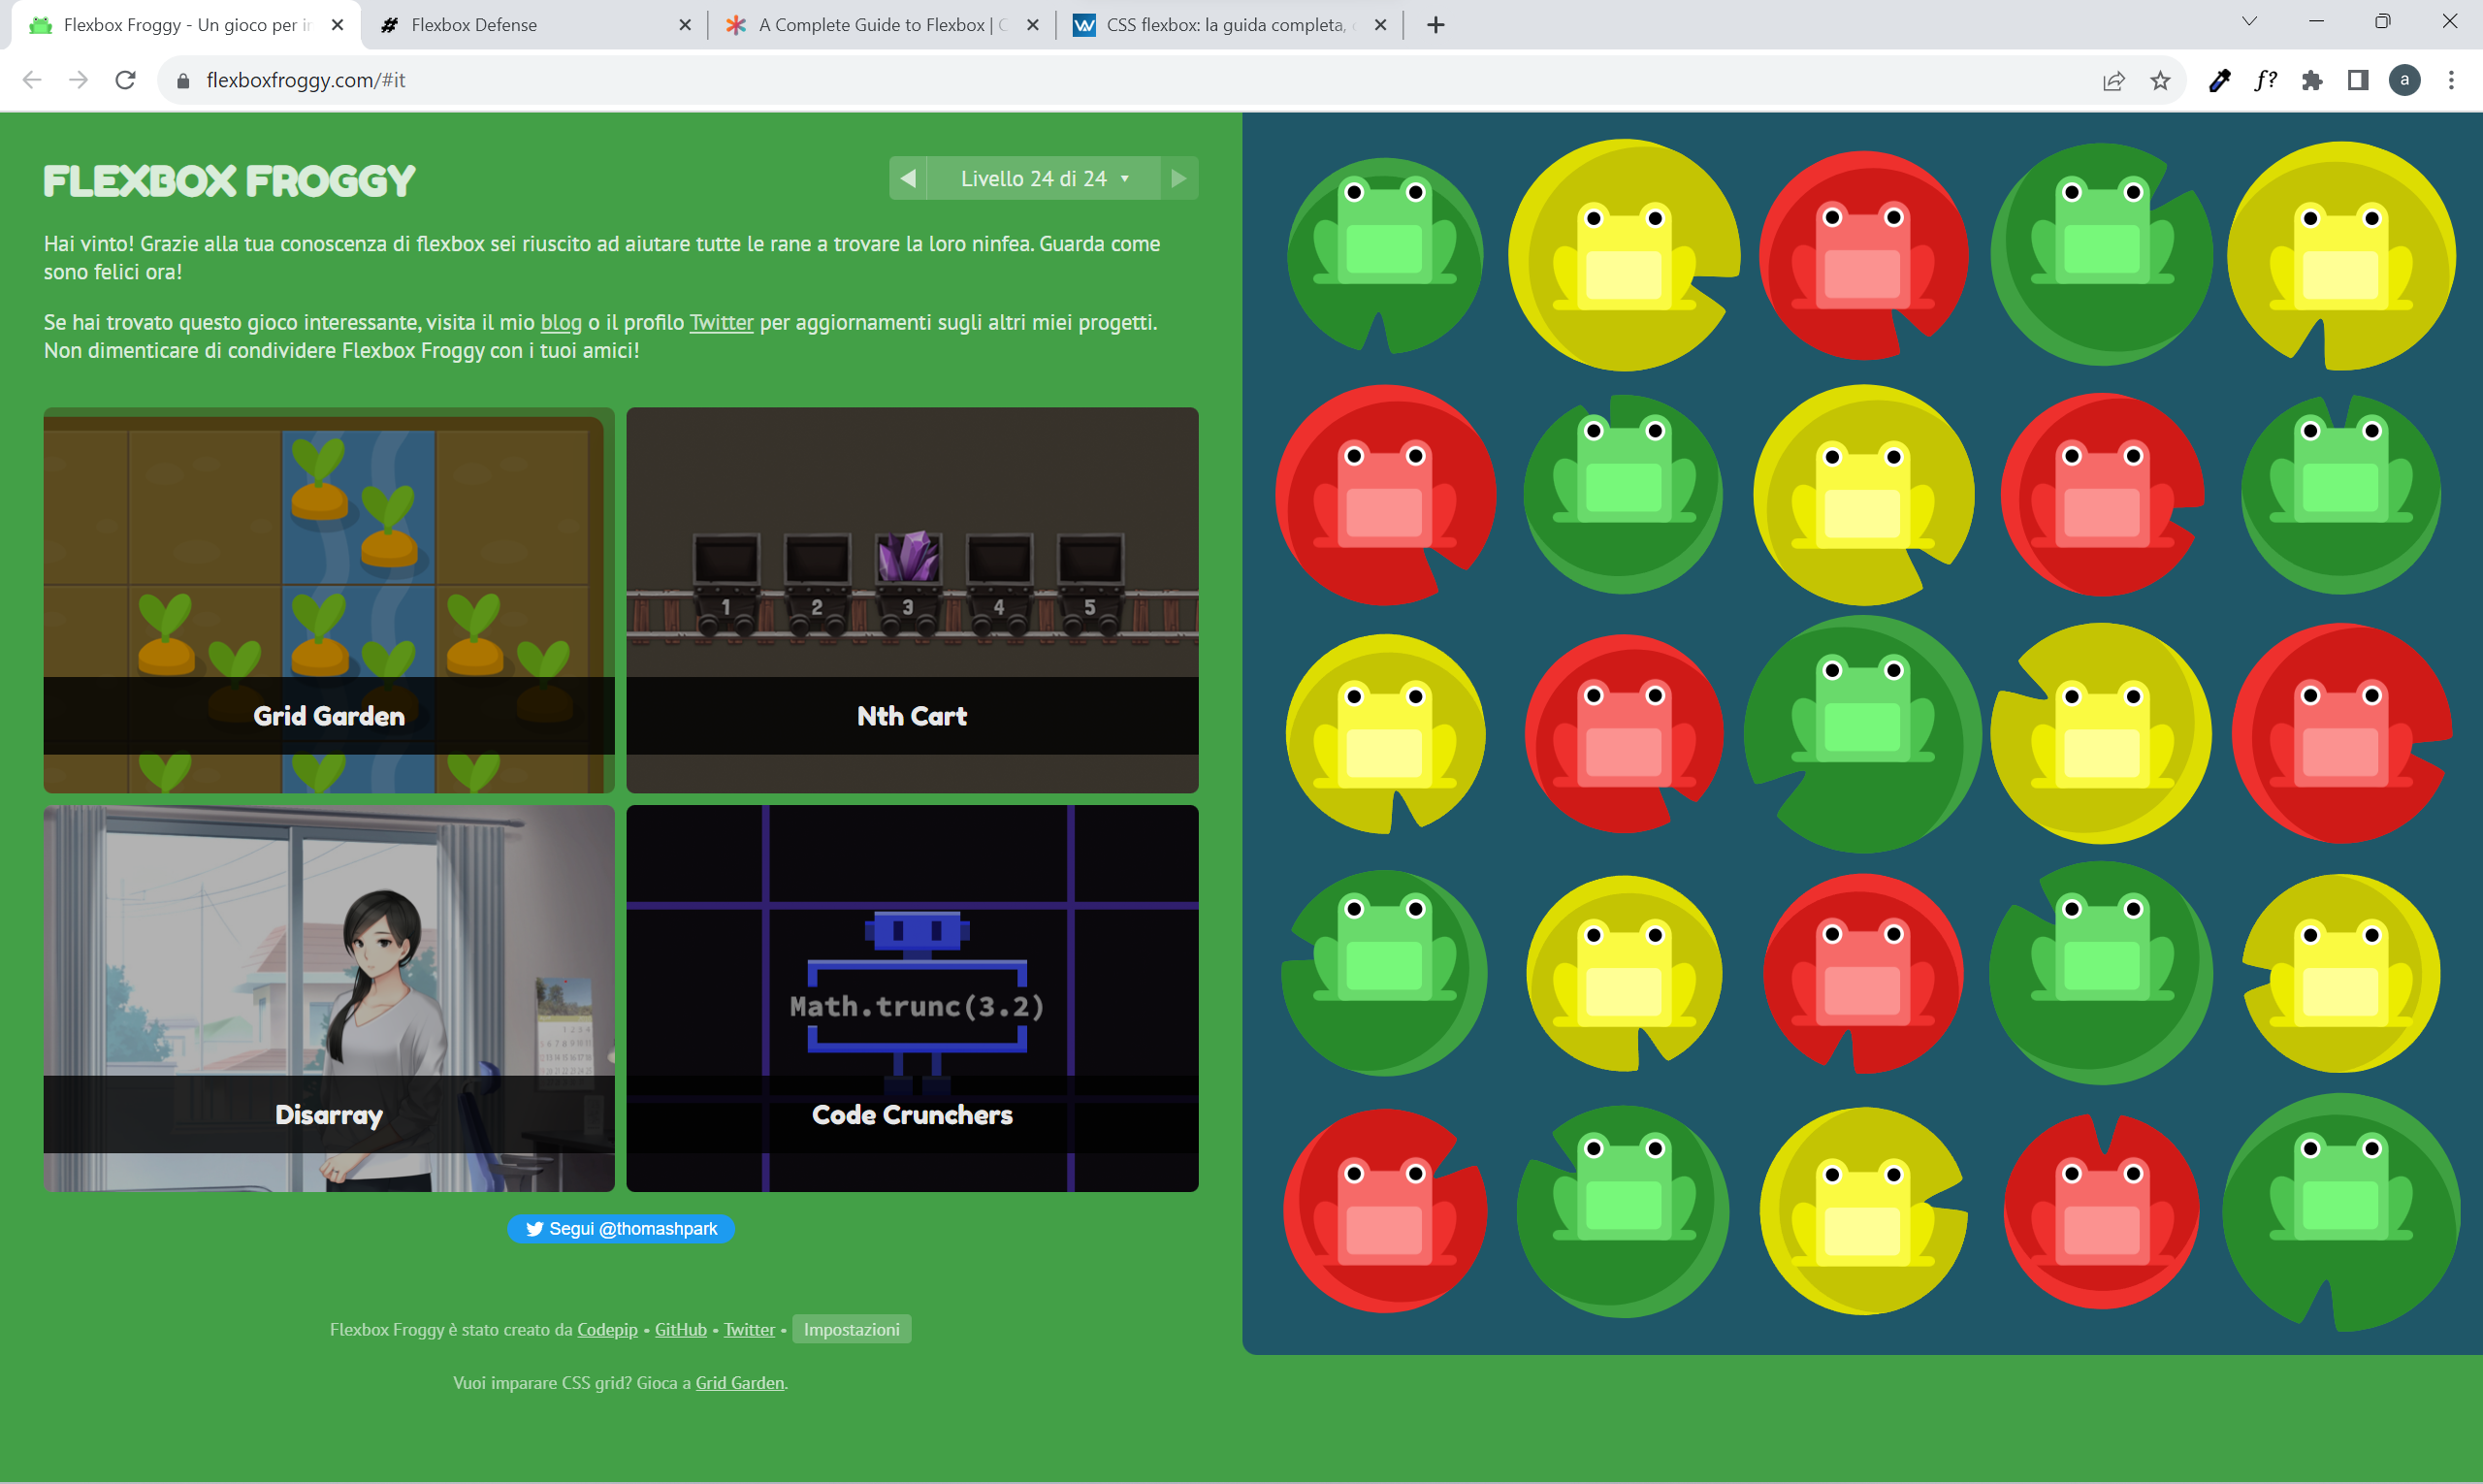 Flexbox Froggy - Un gioco per
Flexbox Defense
A Complete Guide to Flexbox |
CSS flexbox: la guida completa,
flexboxfroggy.com/#it
f?
a
FLEXBOX FROGGY
Livello 24 di 24
Hai vinto! Grazie alla tua conoscenza di flexbox sei riuscito ad aiutare tutte le rane a trovare la loro ninfea. Guarda come
sono felici ora!
Se hai trovato questo gioco interessante, visita il mio blog o il profilo Twitter per aggiornamenti sugli altri miei progetti.
Non dimenticare di condividere Flexbox Froggy con i tuoi amici!
1 2 3 4 5
Grid Garden
Nth Cart
Math.trunc(3.2)
Disarray
Code Crunchers
Segui @thomashpark
Flexbox Froggy è stato creato da Codepip • GitHub • Twitter • Impostazioni
Vuoi imparare CSS grid? Gioca a Grid Garden.